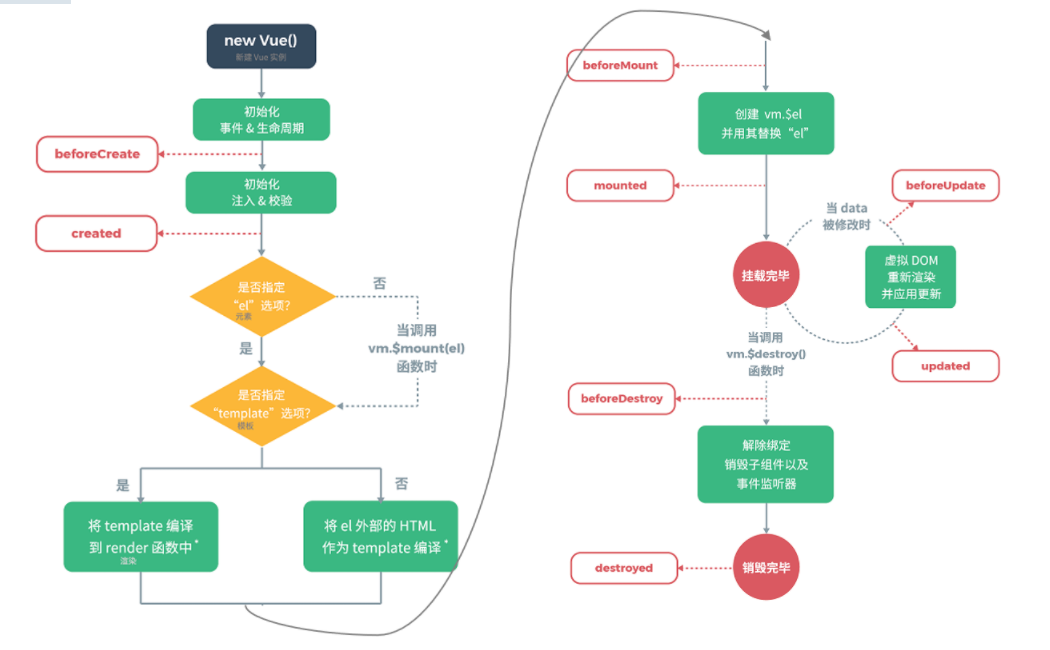 new Vue()
新建 Vue 实例
初始化
事件 & 生命周期
beforeCreate
初始化
注入 & 校验
created
是否指定
“el”选项?
元素
否
是
当调用
vm.$mount(el)
函数时
是否指定
“template”选项?
模板
是
否
将 template 编译
到 render 函数中*
渲染
将 el 外部的 HTML
作为 template 编译*
beforeMount
创建 vm.$el
并用其替换“el”
mounted
当 data
被修改时
beforeUpdate
挂载完毕
虚拟 DOM
重新渲染
并应用更新
updated
当调用
vm.$destroy()
函数时
beforeDestroy
解除绑定
销毁子组件以及
事件监听器
destroyed
销毁完毕